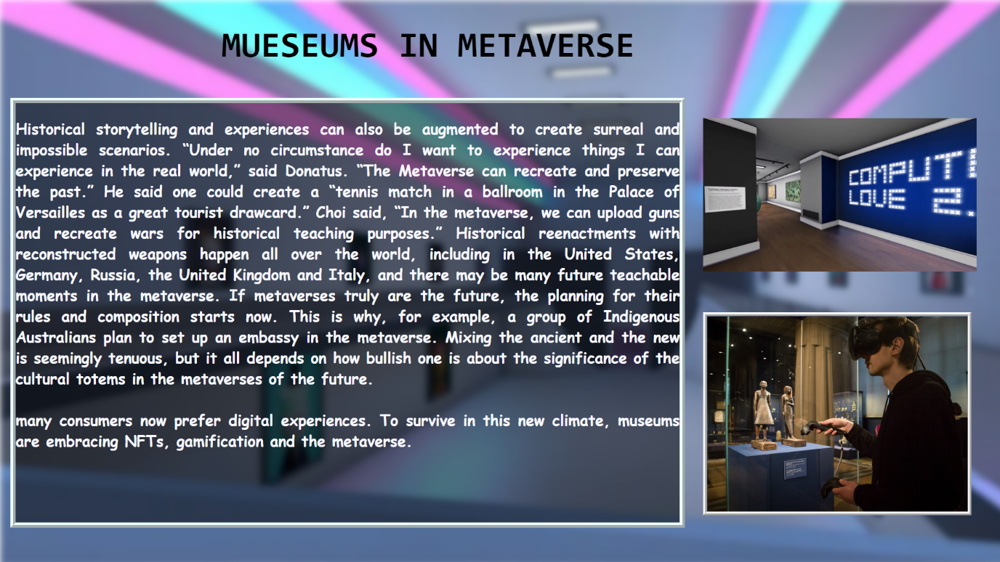 MUESEUMS IN METAVERSE
Historical storytelling and experiences can also be augmented to create surreal and
impossible scenarios. “Under no circumstance do I want to experience things I can
experience in the real world,” said Donatus. “The Metaverse can recreate and preserve
the past.” He said one could create a “tennis match in a ballroom in the Palace of
Versailles as a great tourist drawcard.” Choi said, “In the metaverse, we can upload guns
and recreate wars for historical teaching purposes.” Historical reenactments with
reconstructed weapons happen all over the world, including in the United States,
Germany, Russia, the United Kingdom and Italy, and there may be many future teachable
moments in the metaverse. If metaverses truly are the future, the planning for their
rules and composition starts now. This is why, for example, a group of Indigenous
Australians plan to set up an embassy in the metaverse. Mixing the ancient and the new
is seemingly tenuous, but it all depends on how bullish one is about the significance of the
cultural totems in the metaverses of the future.
many consumers now prefer digital experiences. To survive in this new climate, museums
are embracing NFTs, gamification and the metaverse.
COMPUT
LOVE 2.